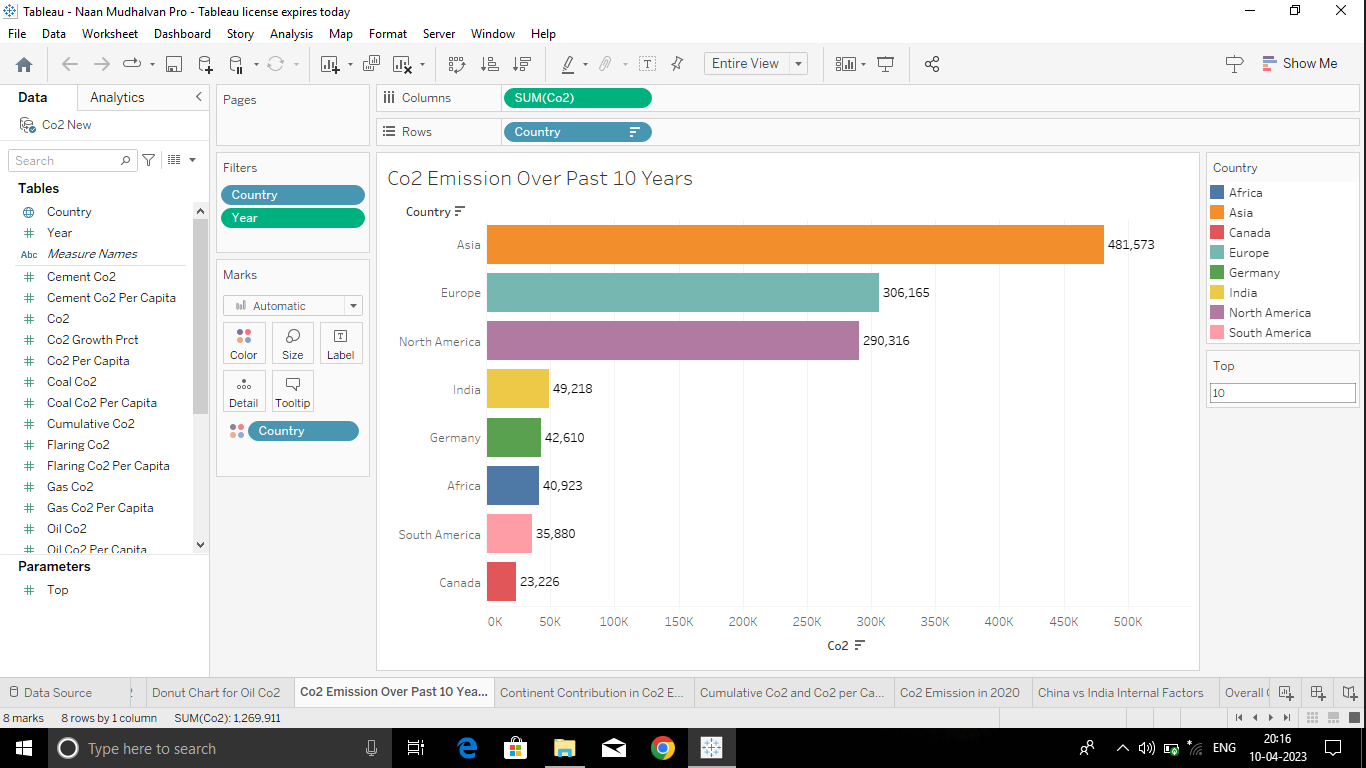 Tableau - Naan Mudhalvan Pro - Tableau license expires today
File Data Worksheet Dashboard Story Analysis Map Format Server Window Help
Entire View
Show Me
Data Analytics
Co2 New
Search
Tables
Country
Year
Abc Measure Names
Cement Co2
Cement Co2 Per Capita
Co2
Co2 Growth Prct
Co2 Per Capita
Coal Co2
Coal Co2 Per Capita
Cumulative Co2
Flaring Co2
Flaring Co2 Per Capita
Gas Co2
Gas Co2 Per Capita
Oil Co2
Oil Co2 Per Capita
Parameters
Top
Pages
Filters
Country
Year
Marks
Automatic
Color Size Label
Detail Tooltip
Country
Columns SUM(Co2)
Rows Country
Co2 Emission Over Past 10 Years
Country
Asia 481,573
Europe 306,165
North America 290,316
India 49,218
Germany 42,610
Africa 40,923
South America 35,880
Canada 23,226
0K 50K 100K 150K 200K 250K 300K 350K 400K 450K 500K
Co2
Country
Africa
Asia
Canada
Europe
Germany
India
North America
South America
Top
10
Data Source Donut Chart for Oil Co2 Co2 Emission Over Past 10 Yea... Continent Contribution in Co2 E... Cumulative Co2 and Co2 per Ca... Co2 Emission in 2020 China vs India Internal Factors Overall
8 marks 8 rows by 1 column SUM(Co2): 1,269,911
Type here to search
ENG
20:16
10-04-2023